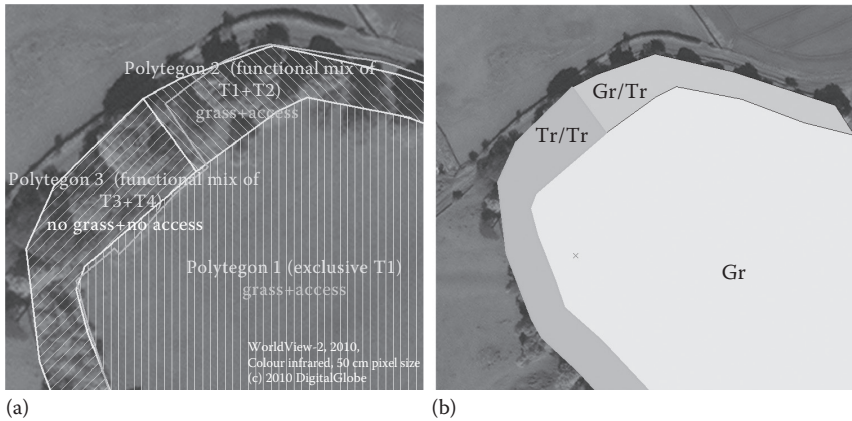 Polytegon 2 (functional mix of
T1+T2)
grass+access
Polytegon 3 (functional mix of
T3+T4)
no grass+no access
Polytegon 1 (exclusive T1)
grass+access
WorldView-2, 2010,
Colour infrared, 50 cm pixel size
(c) 2010 DigitalGlobe
(a)
Gr/Tr
Tr/Tr
Gr
(b)